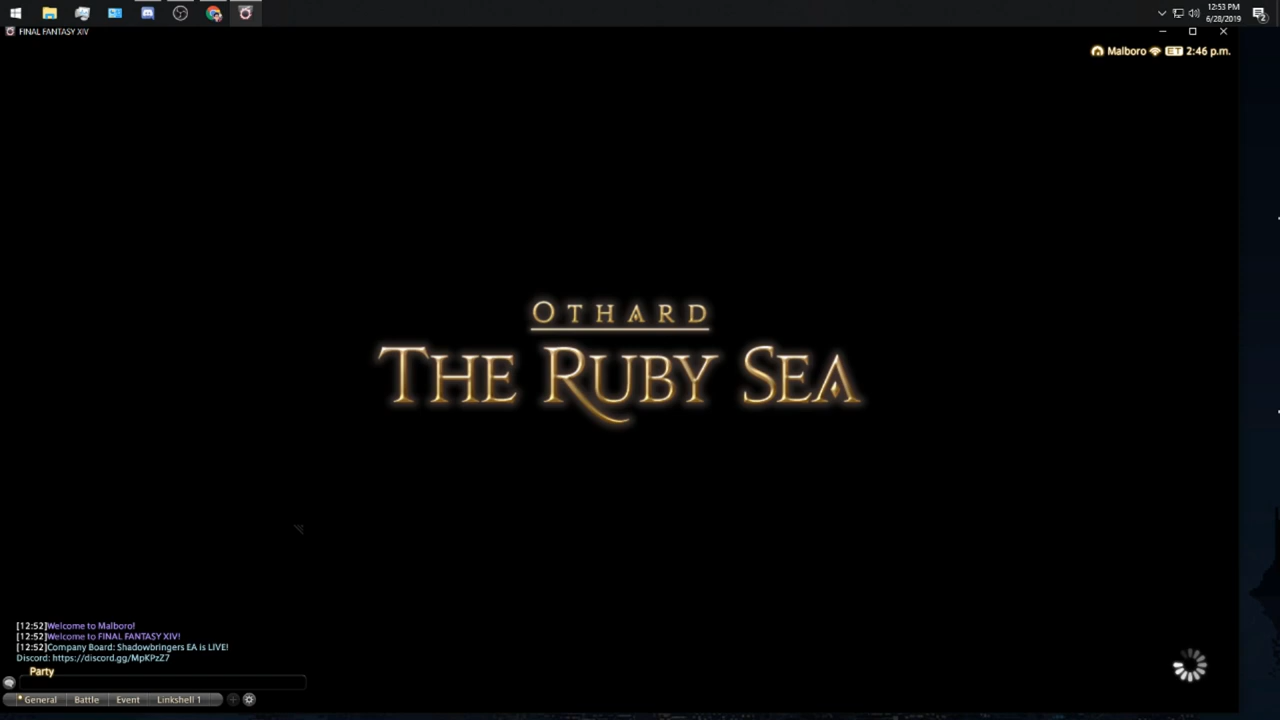 12:53 PM
6/28/2019
2
FINAL FANTASY XIV
Malboro ET 2:46 p.m.
OTHARD
THE RUBY SEA
[12:52]Welcome to Malboro!
[12:52]Welcome to FINAL FANTASY XIV!
[12:52]Company Board: Shadowbringers EA is LIVE!
Discord: https://discord.gg/MpKPzZ7
Party
General Battle Event Linkshell 1